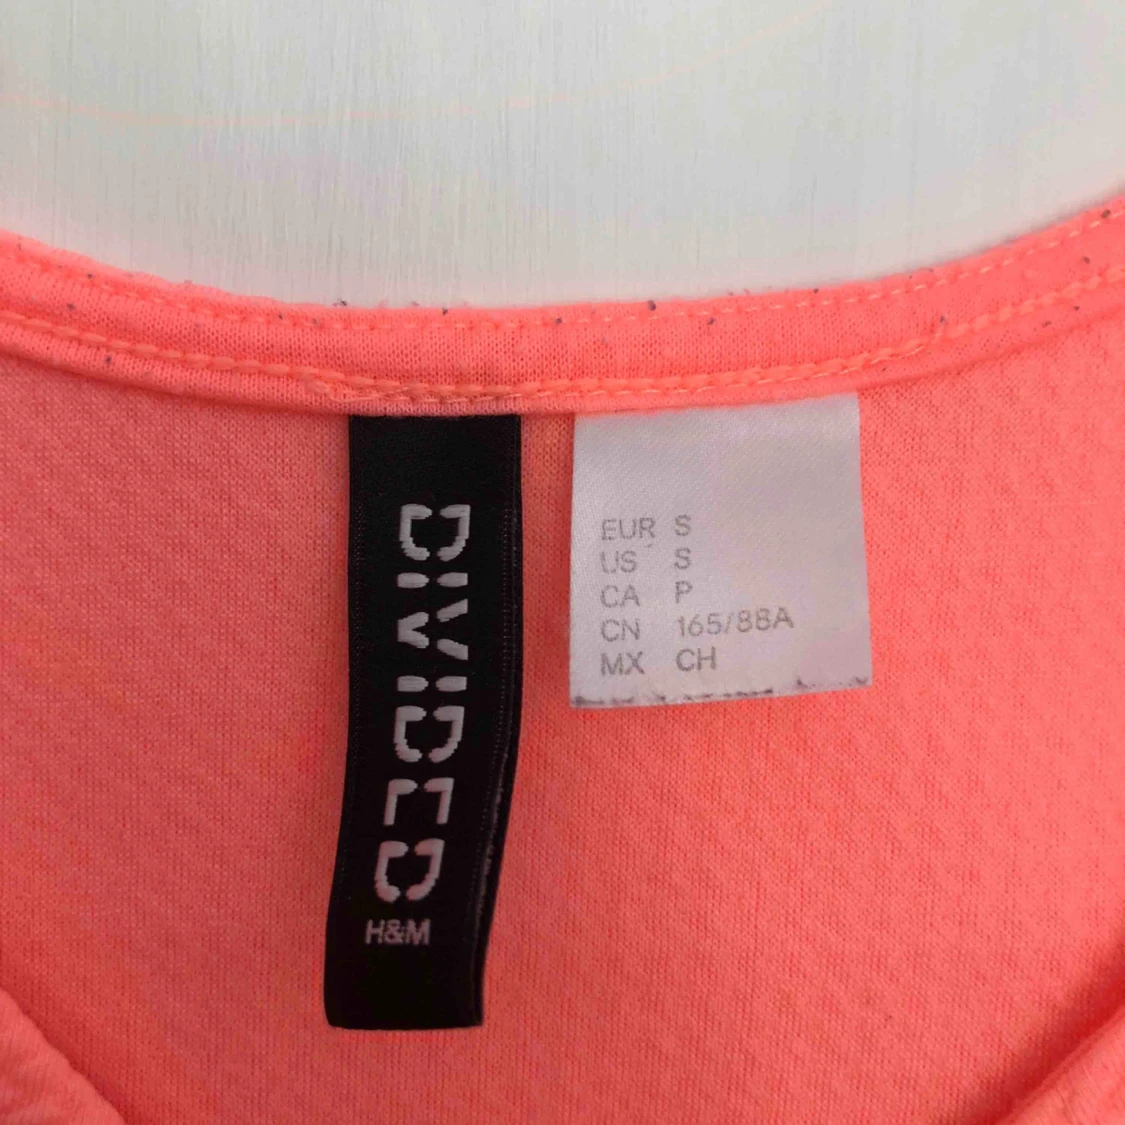 DIVIDED
H&M
EUR S
US S
CA P
CN 165/88A
MX CH